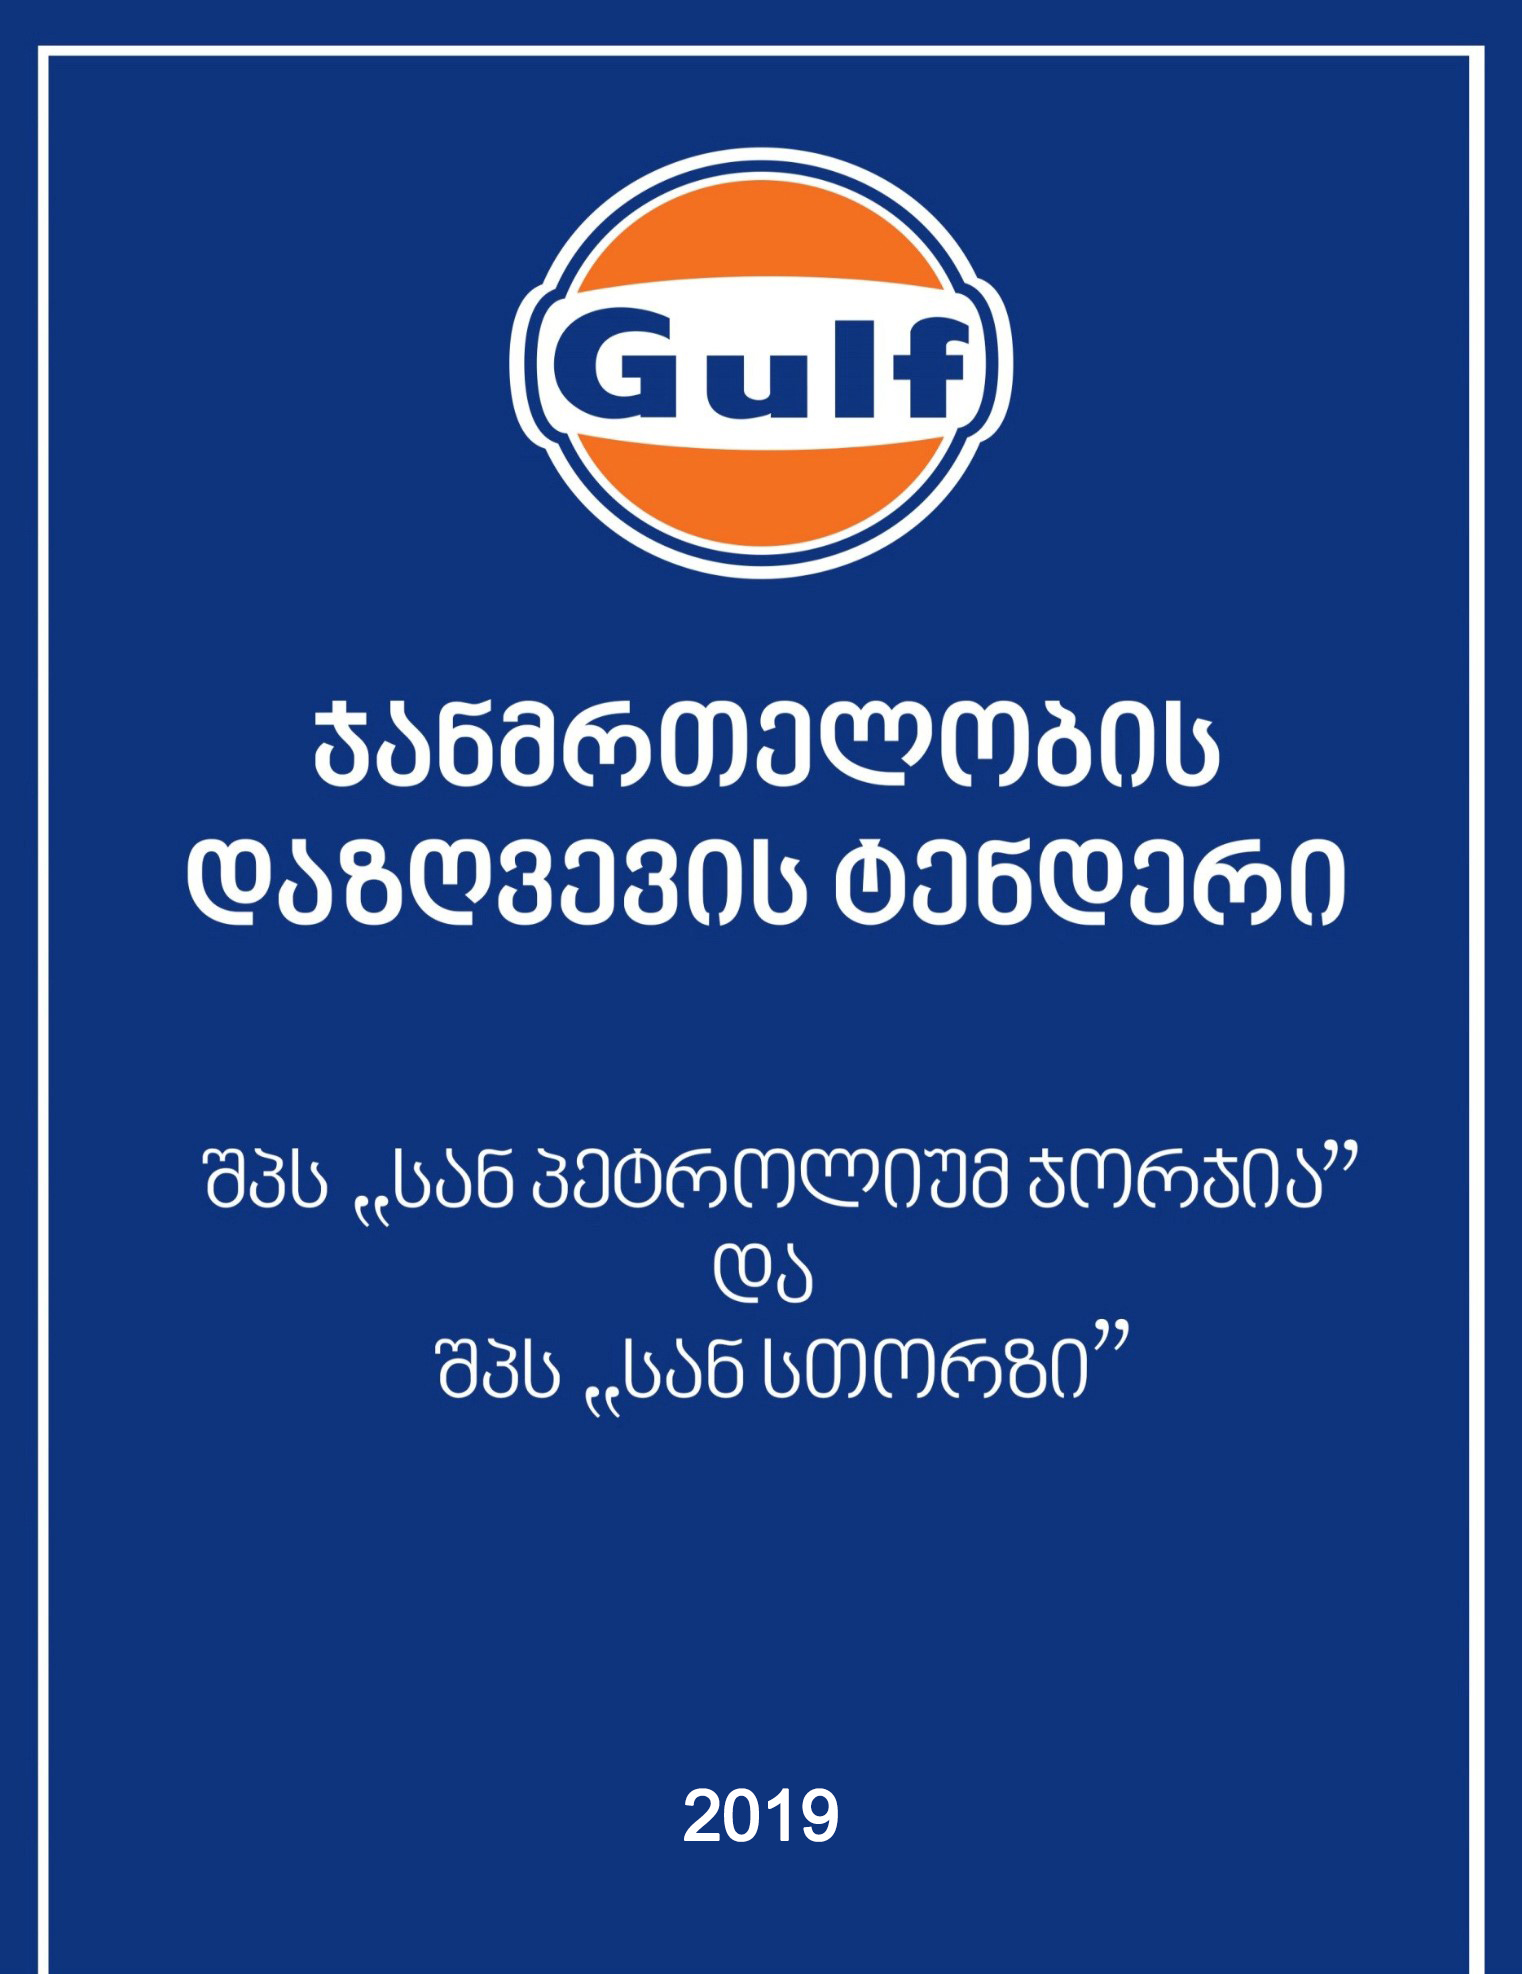 Gulf
ჯანმრთელობის
დაზღვევის ტენდერი
შპს „სან პეტროლიუმ ჯორჯია”
და
შპს „სან სთორზი”
2019